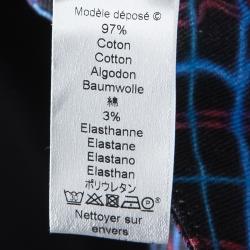 Modèle déposé ©
97%
Coton
Cotton
Algodon
Baumwolle
綿
3%
Elasthanne
Elastane
Elastano
Elasthan
ポリウレタン
Nettoyer sur
envers